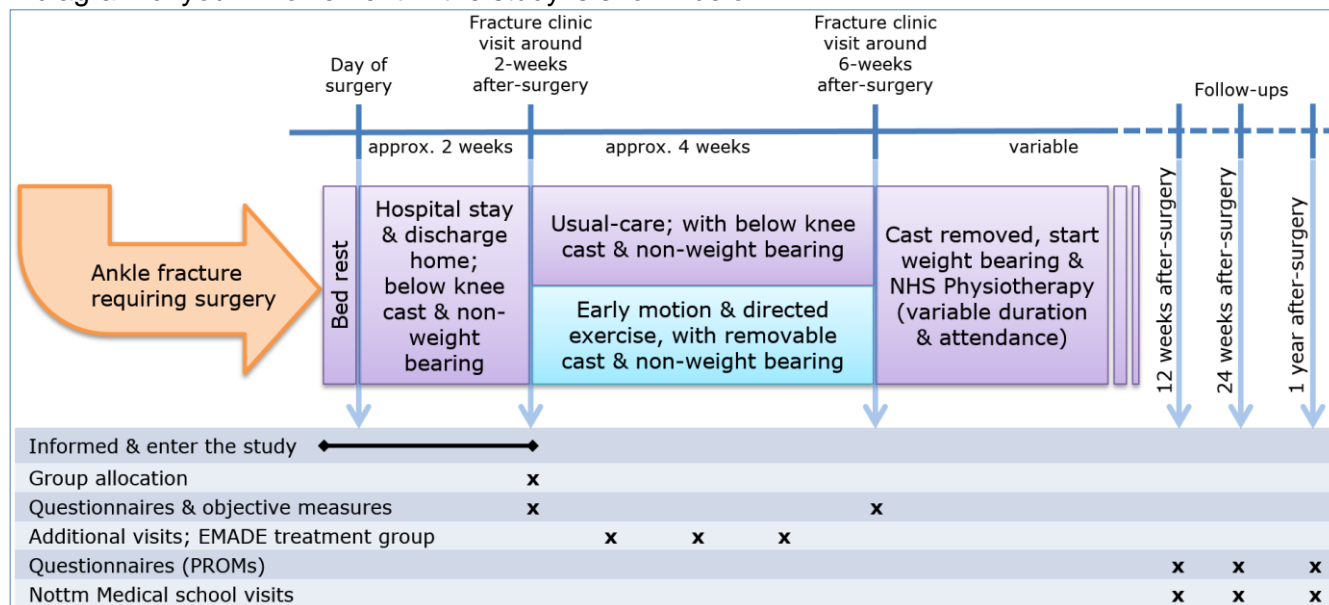 Day of
surgery
Fracture clinic
visit around
2-weeks
after-surgery
Fracture clinic
visit around
6-weeks
after-surgery
Follow-ups
approx. 2 weeks
approx. 4 weeks
variable
Ankle fracture
requiring surgery
Bed rest
Hospital stay
& discharge
home;
below knee
cast & non-
weight
bearing
Usual-care; with below knee
cast & non-weight bearing
Early motion & directed
exercise, with removable
cast & non-weight bearing
Cast removed, start
weight bearing &
NHS Physiotherapy
(variable duration
& attendance)
12 weeks after-surgery
24 weeks after-surgery
1 year after-surgery
Informed & enter the study
Group allocation x
Questionnaires & objective measures x x
Additional visits; EMADE treatment group x x x
Questionnaires (PROMs) x x x
Nottm Medical school visits x x x